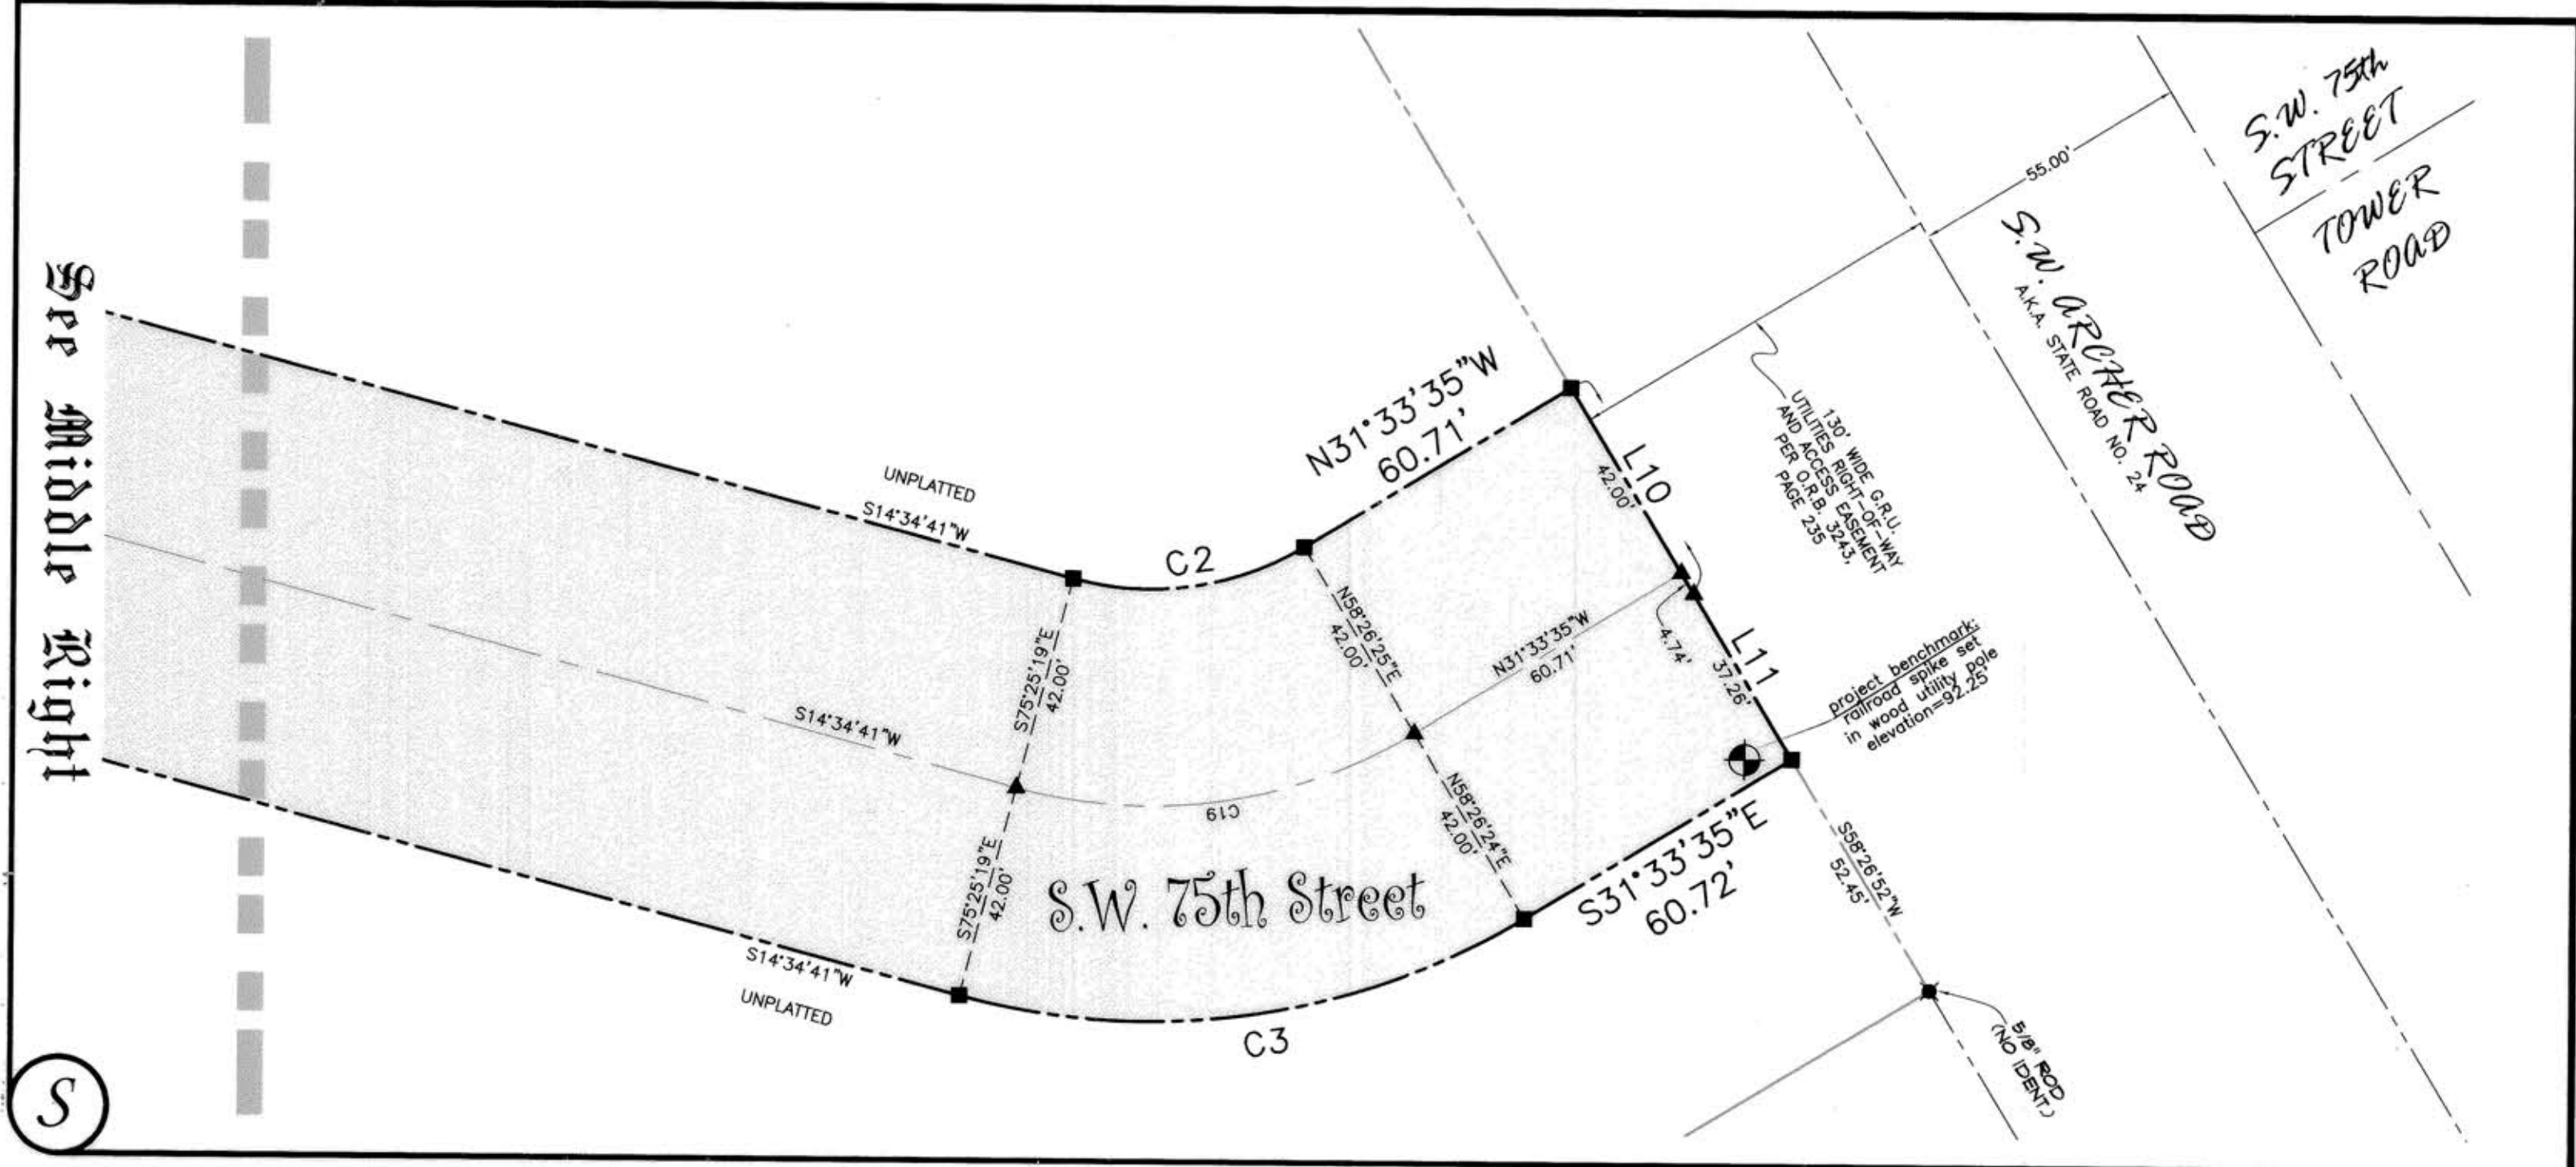 See Middle Right
S
UNPLATTED
S14°34'41"W
S14°34'41"W
S14°34'41"W
UNPLATTED
S75°25'19"E
42.00'
S75°25'19"E
42.00'
C2
C19
C3
S.W. 75th Street
N31°33'35"W
60.71'
N58°26'25"E
42.00'
N58°26'24"E
42.00'
N31°33'35"W
60.71'
L10
42.00'
4.74'
L11
37.26'
S31°33'35"E
60.72'
130' WIDE G.R.U.
UTILITIES RIGHT-OF-WAY
AND ACCESS EASEMENT
PER O.R.B. 3243,
PAGE 235
project benchmark:
railroad spike set
in wood utility pole
elevation=92.25'
S58°26'52"W
52.45'
5/8" ROD
(NO IDENT.)
55.00'
S.W. ARCHER ROAD
A.K.A. STATE ROAD NO. 24
S.W. 75th
STREET
TOWER
ROAD